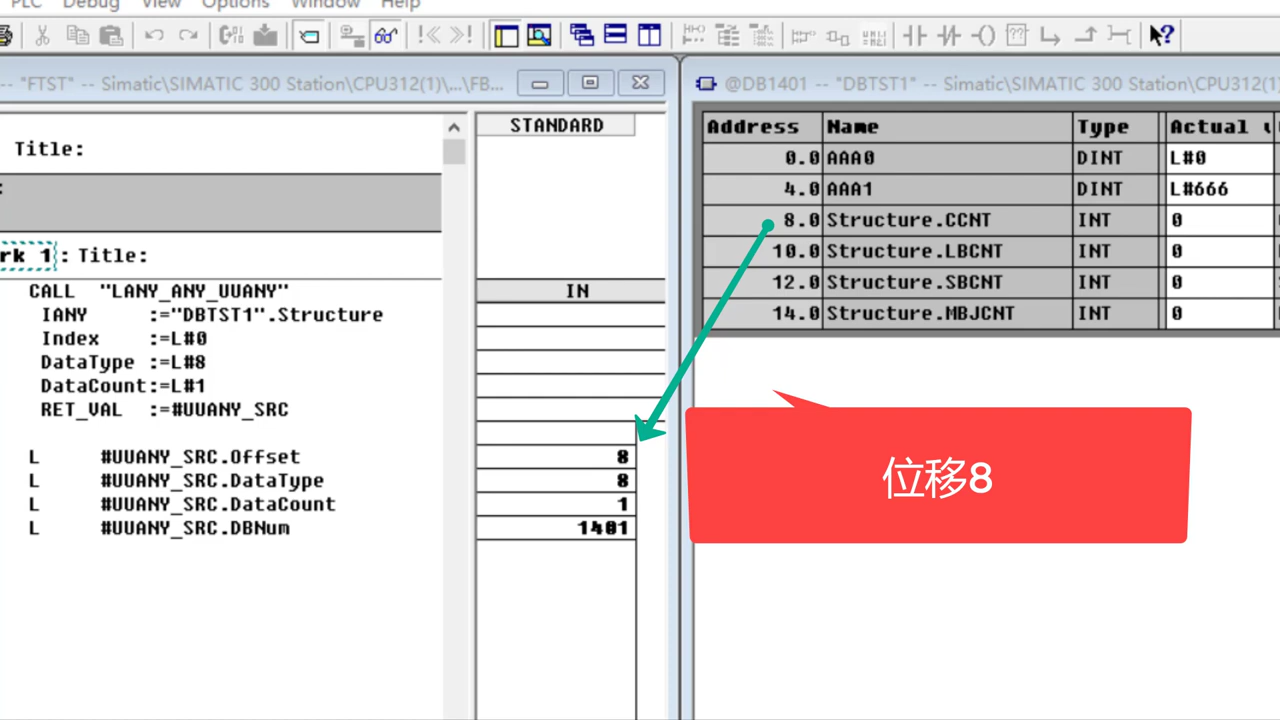 PLC Debug View Options Window Help
-- "FTST" -- Simatic\SIMATIC 300 Station\CPU312(1)\...\FB...
Title:
:
rk 1: Title:
CALL "LANY_ANY_UUANY"
IANY :="DBTST1".Structure
Index :=L#0
DataType :=L#8
DataCount:=L#1
RET_VAL :=#UUANY_SRC
L #UUANY_SRC.Offset
L #UUANY_SRC.DataType
L #UUANY_SRC.DataCount
L #UUANY_SRC.DBNum
STANDARD
IN
8
8
1
1401
@DB1401 -- "DBTST1" -- Simatic\SIMATIC 300 Station\CPU312(1)
Address Name Type Actual
0.0 AAA0 DINT L#0
4.0 AAA1 DINT L#666
8.0 Structure.CCNT INT 0
10.0 Structure.LBCNT INT 0
12.0 Structure.SBCNT INT 0
14.0 Structure.MBJCNT INT 0
位移8